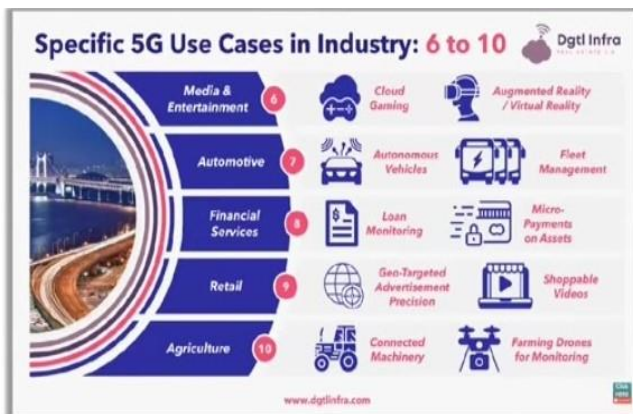 Specific 5G Use Cases in Industry: 6 to 10
Dgtl Infra
Media &
Entertainment
6
Cloud
Gaming
Augmented Reality
/ Virtual Reality
Automotive
7
Autonomous
Vehicles
Fleet
Management
Financial
Services
8
Loan
Monitoring
Micro-
Payments
on Assets
Retail
9
Geo-Targeted
Advertisement
Precision
Shoppable
Videos
Agriculture
10
Connected
Machinery
Farming Drones
for Monitoring
www.dgtlinfra.com